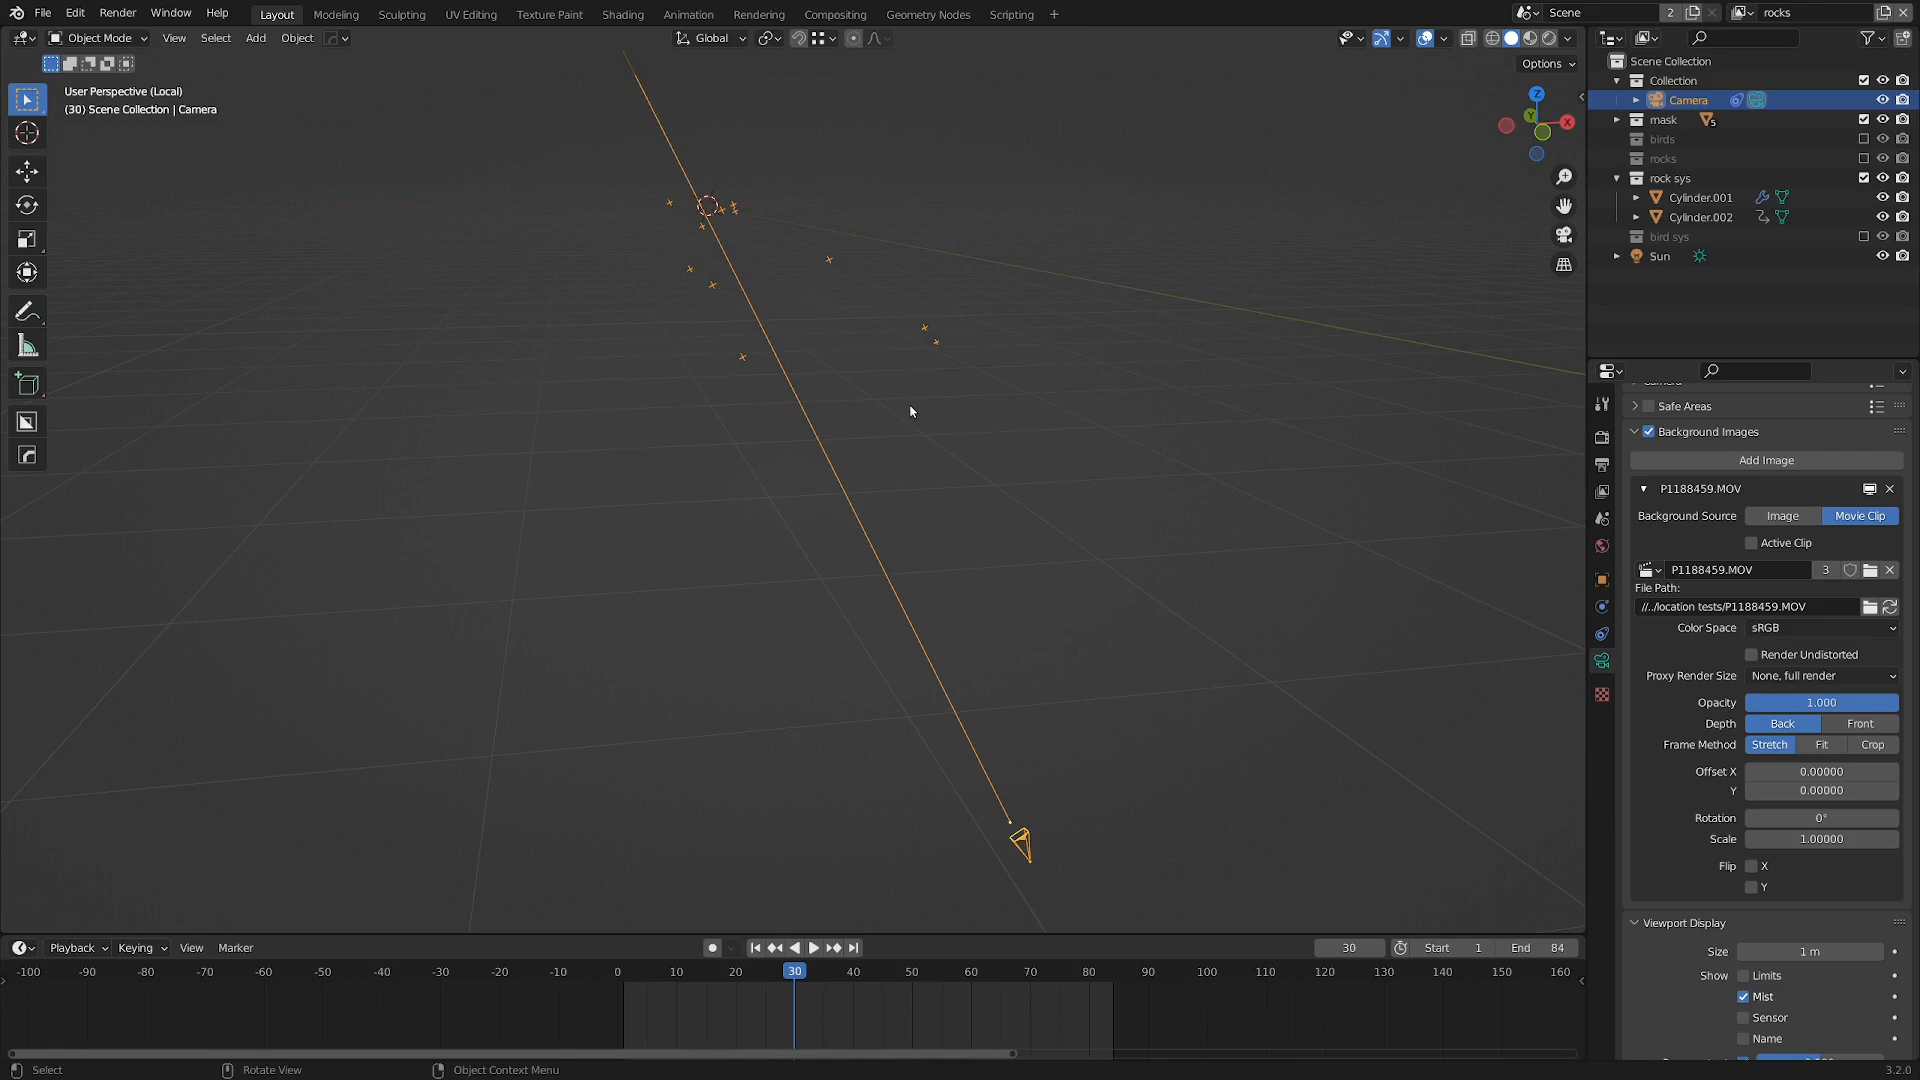 File Edit Render Window Help Layout Modeling Sculpting UV Editing Texture Paint Shading Animation Rendering Compositing Geometry Nodes Scripting + Scene 2 rocks
Object Mode View Select Add Object Global
Options
User Perspective (Local)
(30) Scene Collection | Camera
Z
Y
X
Scene Collection
Collection
Camera
mask 5
birds
rocks
rock sys
Cylinder.001
Cylinder.002
bird sys
Sun
Safe Areas
Background Images
Add Image
P1188459.MOV
Background Source Image Movie Clip
Active Clip
P1188459.MOV 3
File Path:
//../location tests/P1188459.MOV
Color Space sRGB
Render Undistorted
Proxy Render Size None, full render
Opacity 1.000
Depth Back Front
Frame Method Stretch Fit Crop
Offset X 0.00000
Y 0.00000
Rotation 0°
Scale 1.00000
Flip X
Y
Viewport Display
Size 1 m
Show Limits
Mist
Sensor
Name
Playback Keying View Marker 30 Start 1 End 84
-100 -90 -80 -70 -60 -50 -40 -30 -20 -10 0 10 20 30 40 50 60 70 80 90 100 110 120 130 140 150 160
Select Rotate View Object Context Menu 3.2.0